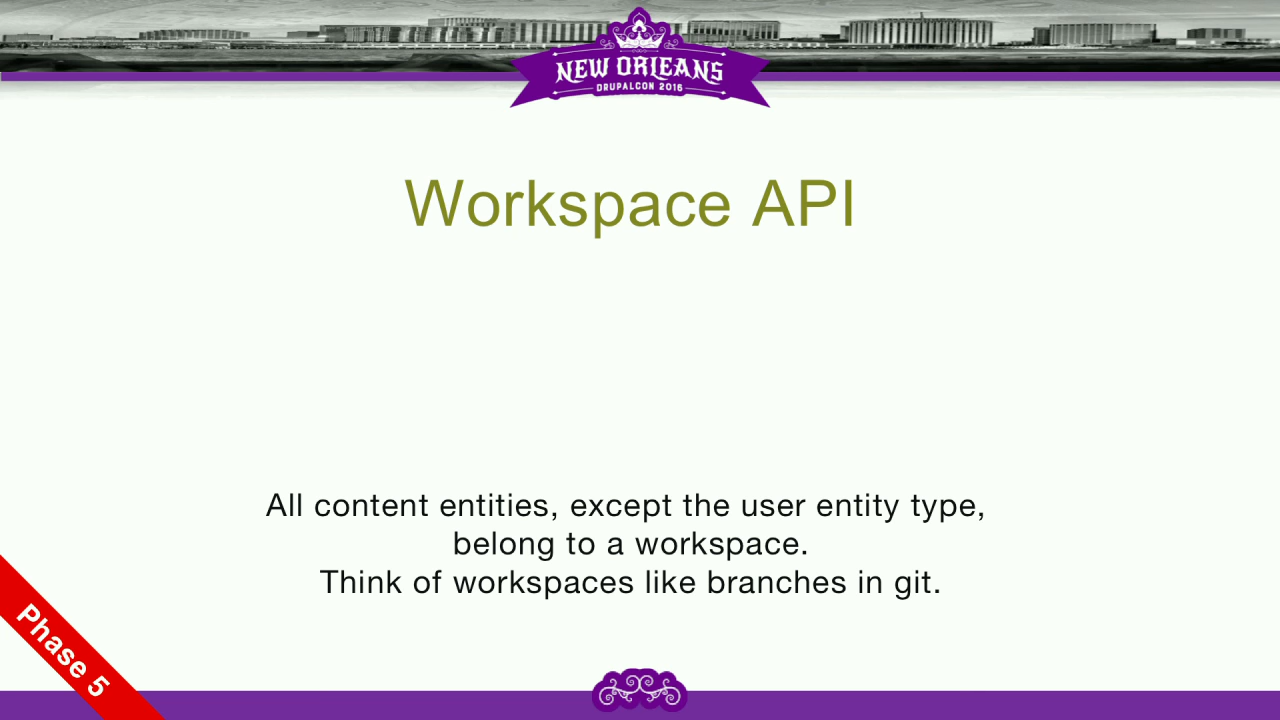 NEW ORLEANS
DRUPALCON 2016
Workspace API
All content entities, except the user entity type,
belong to a workspace.
Think of workspaces like branches in git.
Phase 5